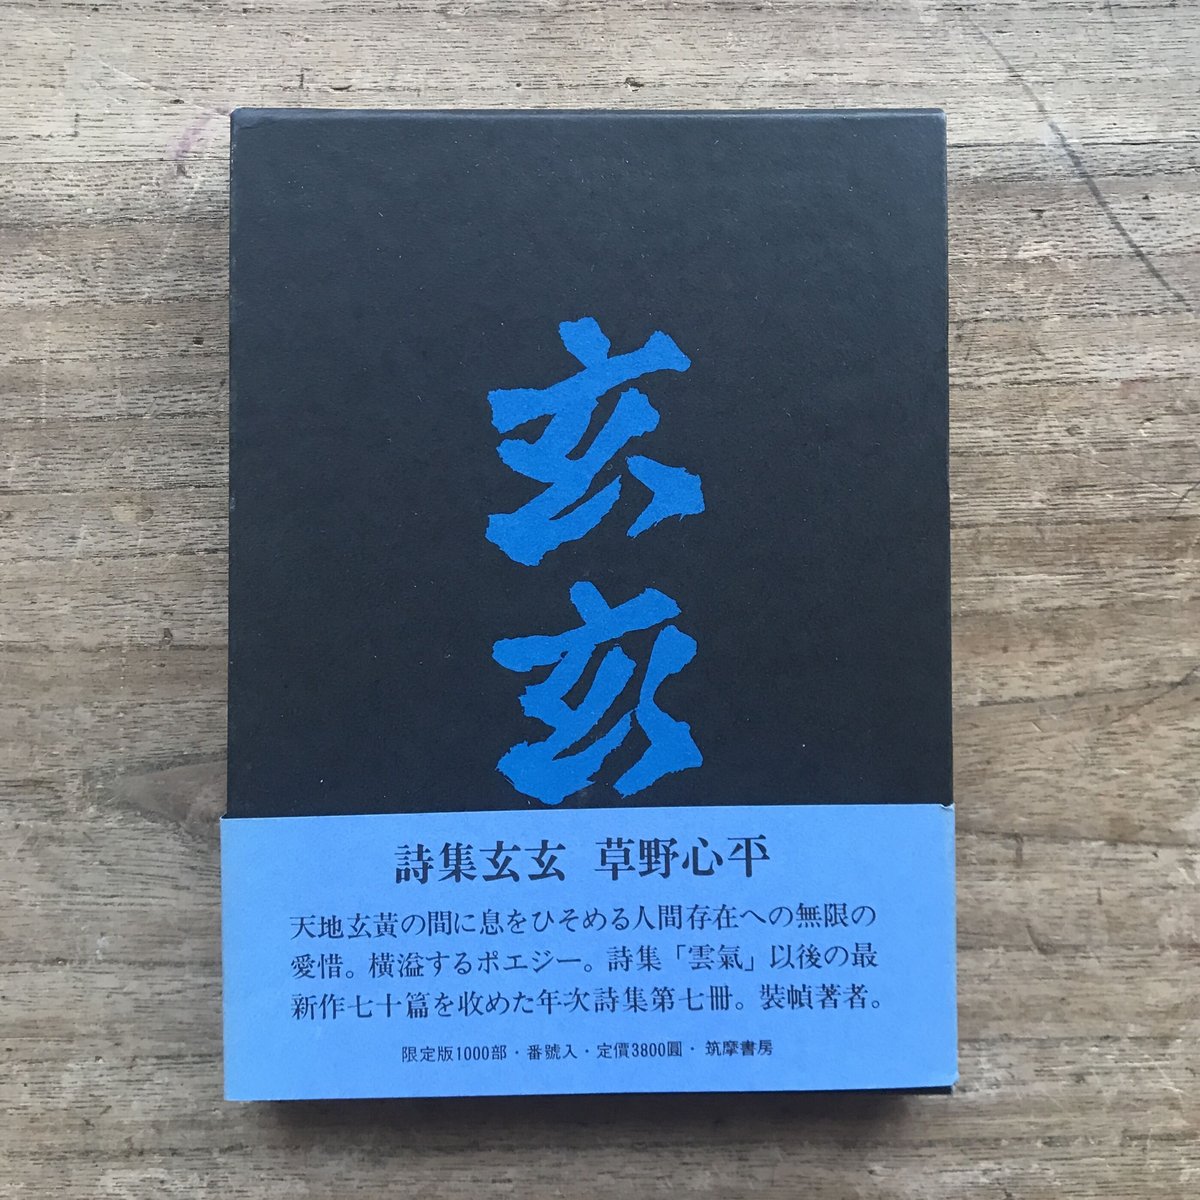 玄玄
詩集玄玄 草野心平
天地玄黃の間に息をひそめる人間存在への無限の
愛惜。横溢するポエジー。詩集「雲氣」以後の最
新作七十篇を收めた年次詩集第七冊。裝幀著者。
限定版1000部・番號入・定價3800圓・筑摩書房